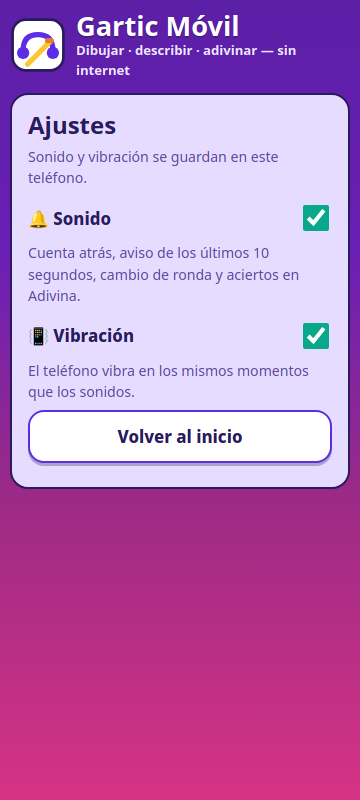 Gartic Móvil
Dibujar · describir · adivinar — sin
internet
Ajustes
Sonido y vibración se guardan en este
teléfono.
🔔 Sonido
Cuenta atrás, aviso de los últimos 10
segundos, cambio de ronda y aciertos en
Adivina.
📳 Vibración
El teléfono vibra en los mismos momentos
que los sonidos.
Volver al inicio